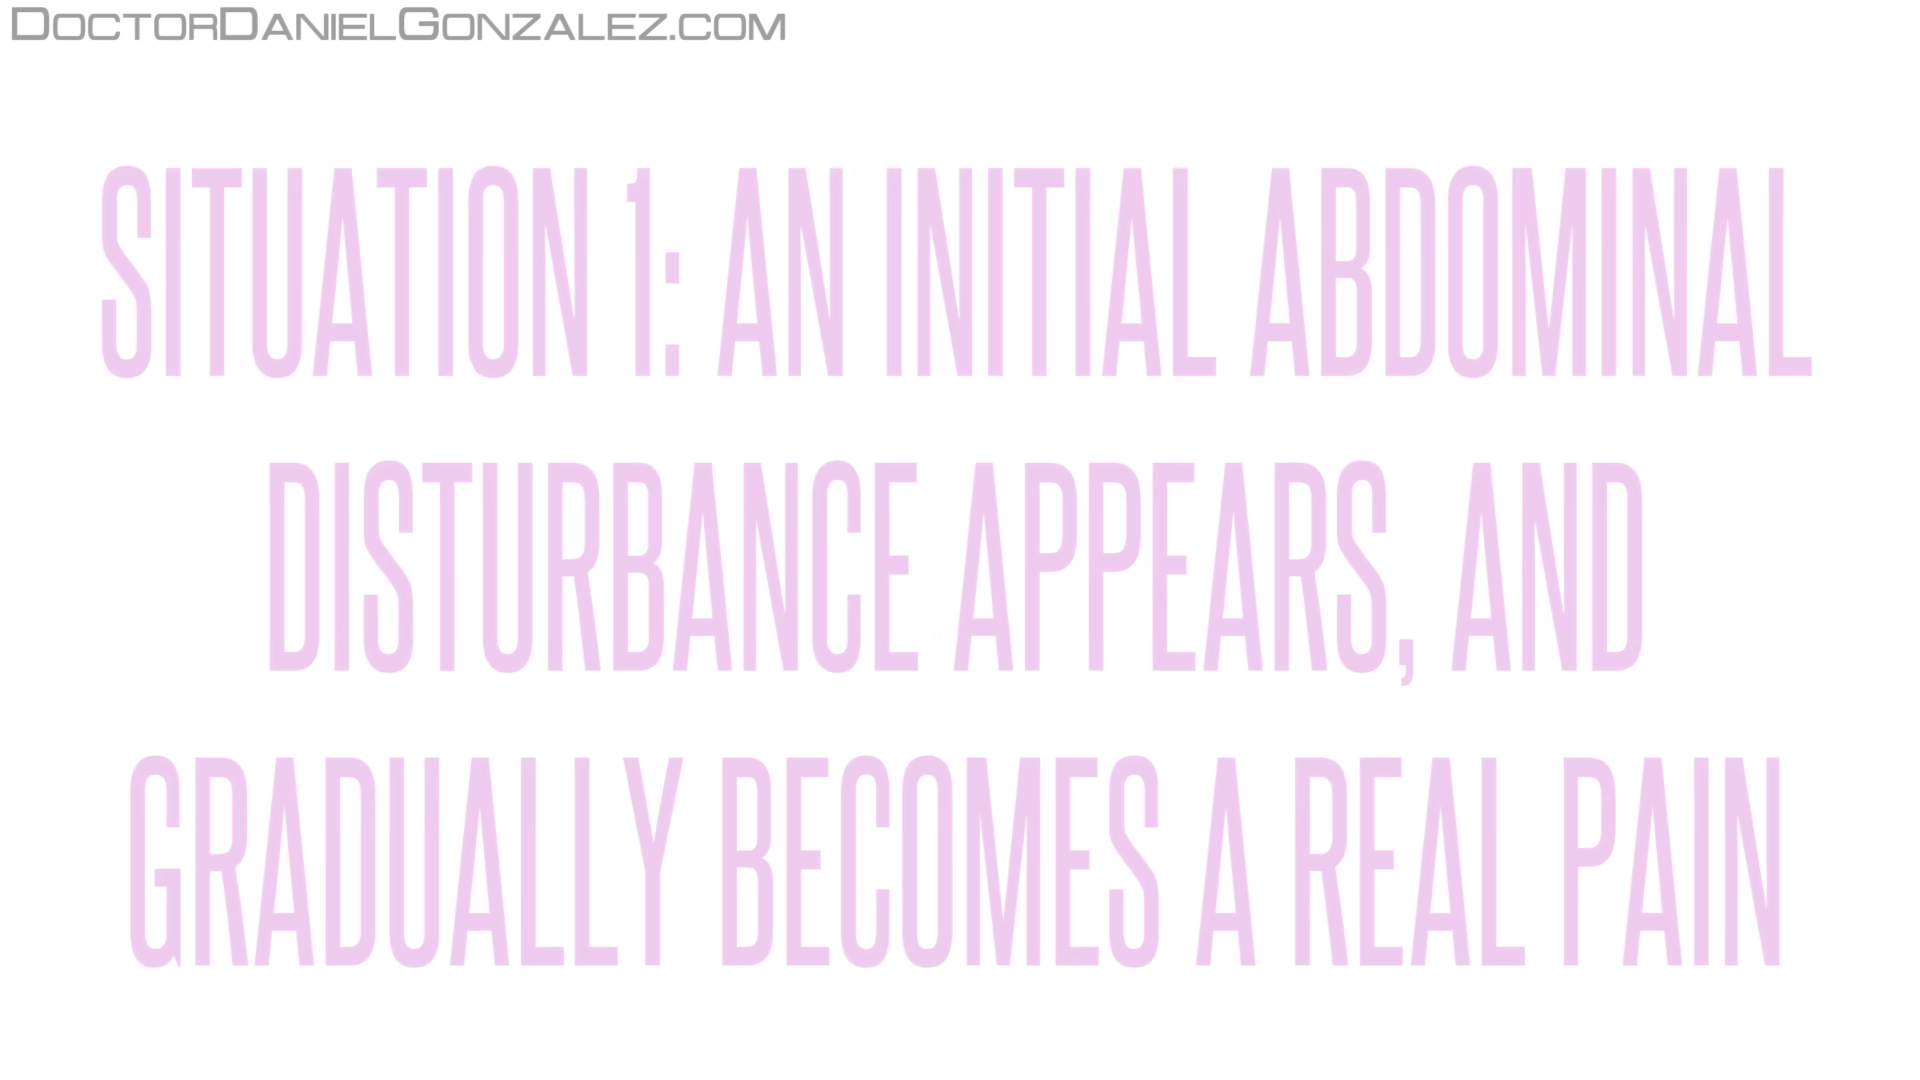 DoctorDanielGonzalez.com
SITUATION 1: AN INITIAL ABDOMINAL
DISTURBANCE APPEARS, AND
GRADUALLY BECOMES A REAL PAIN